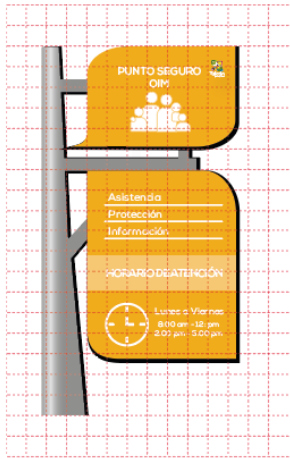 PUNTO SEGURO
OIM
Asistencia
Protección
Información
HORARIO DE ATENCIÓN
Lunes a Viernes
8:00 am - 12: pm
2:00 pm - 5:00 pm